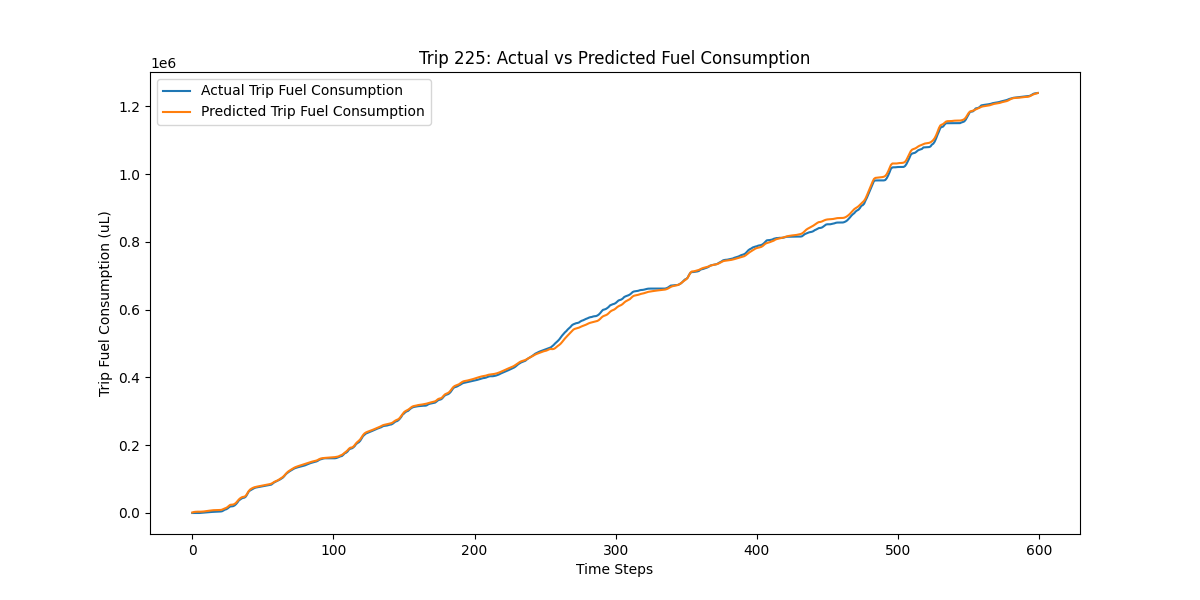 Trip 225: Actual vs Predicted Fuel Consumption
1e6
Actual Trip Fuel Consumption
Predicted Trip Fuel Consumption
1.2
1.0
0.8
0.6
0.4
0.2
0.0
Trip Fuel Consumption (uL)
0 100 200 300 400 500 600
Time Steps